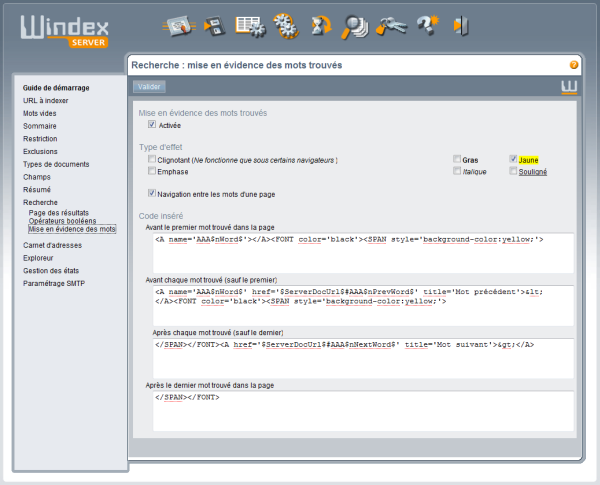 Windex
SERVER
Recherche : mise en évidence des mots trouvés
Valider
Guide de démarrage
URL à indexer
Mots vides
Sommaire
Restriction
Exclusions
Types de documents
Champs
Résumé
Recherche
Page des résultats
Opérateurs booléens
Mise en évidence des mots
Carnet d'adresses
Exploreur
Gestion des états
Paramétrage SMTP
Mise en évidence des mots trouvés
Activée
Type d'effet
Clignotant (Ne fonctionne que sous certains navigateurs )
Gras
Jaune
Emphase
Italique
Souligné
Navigation entre les mots d'une page
Code inséré
Avant le premier mot trouvé dans la page
<A name='AAA$nWord$'></A><FONT color='black'><SPAN style='background-color:yellow;'>
Avant chaque mot trouvé (sauf le premier)
<A name='AAA$nWord$' href='$ServerDocUrl$#AAA$nPrevWord$' title='Mot précédent'>&lt;
</A><FONT color='black'><SPAN style='background-color:yellow;'>
Après chaque mot trouvé (sauf le dernier)
</SPAN></FONT><A href='$ServerDocUrl$#AAA$nNextWord$' title='Mot suivant'>&gt;</A>
Après le dernier mot trouvé dans la page
</SPAN></FONT>